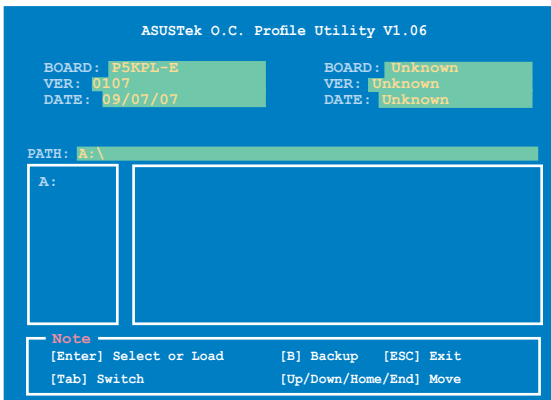 ASUSTek O.C. Profile Utility V1.06
BOARD: P5KPL-E
VER: 0107
DATE: 09/07/07
BOARD: Unknown
VER: Unknown
DATE: Unknown
PATH: A:\
A:
Note
[Enter] Select or Load [B] Backup [ESC] Exit
[Tab] Switch [Up/Down/Home/End] Move